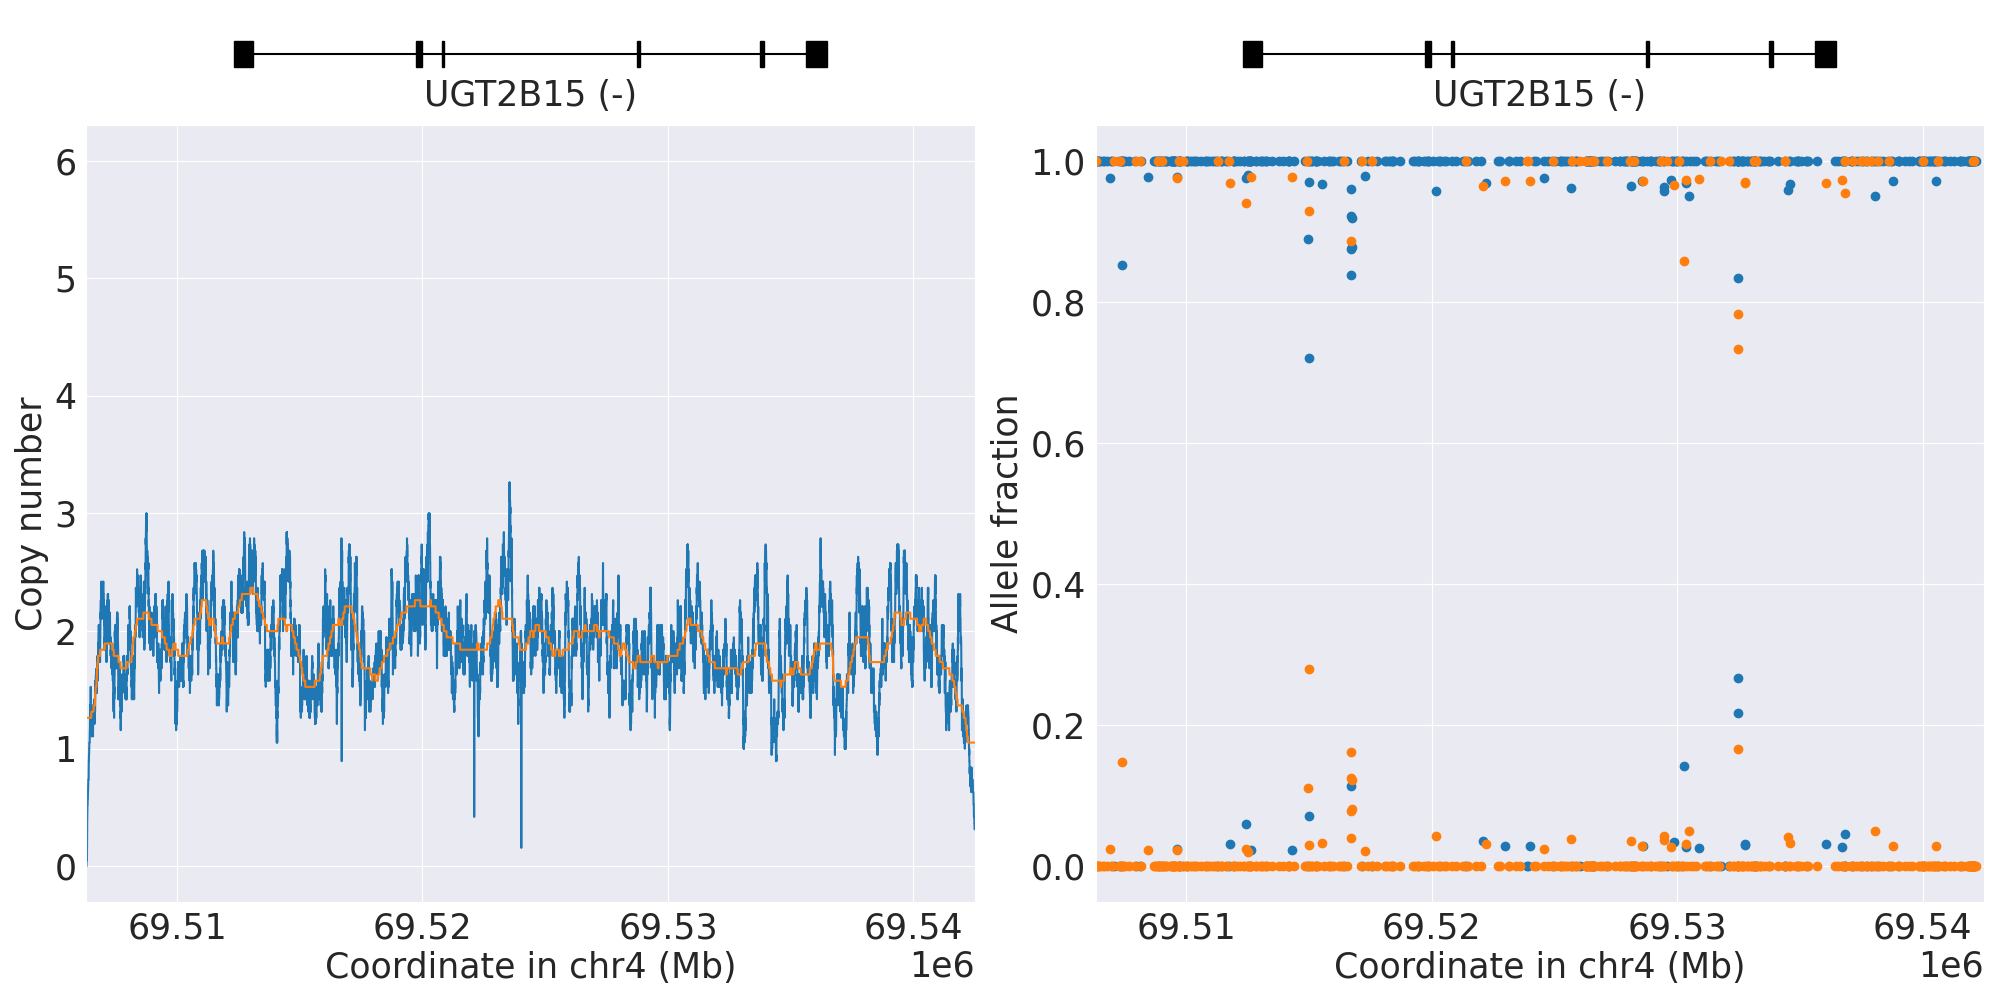 UGT2B15 (-)
UGT2B15 (-)
Copy number
6
5
4
3
2
1
0
69.51
69.52
69.53
69.54
Coordinate in chr4 (Mb)
1e6
Allele fraction
1.0
0.8
0.6
0.4
0.2
0.0
69.51
69.52
69.53
69.54
Coordinate in chr4 (Mb)
1e6